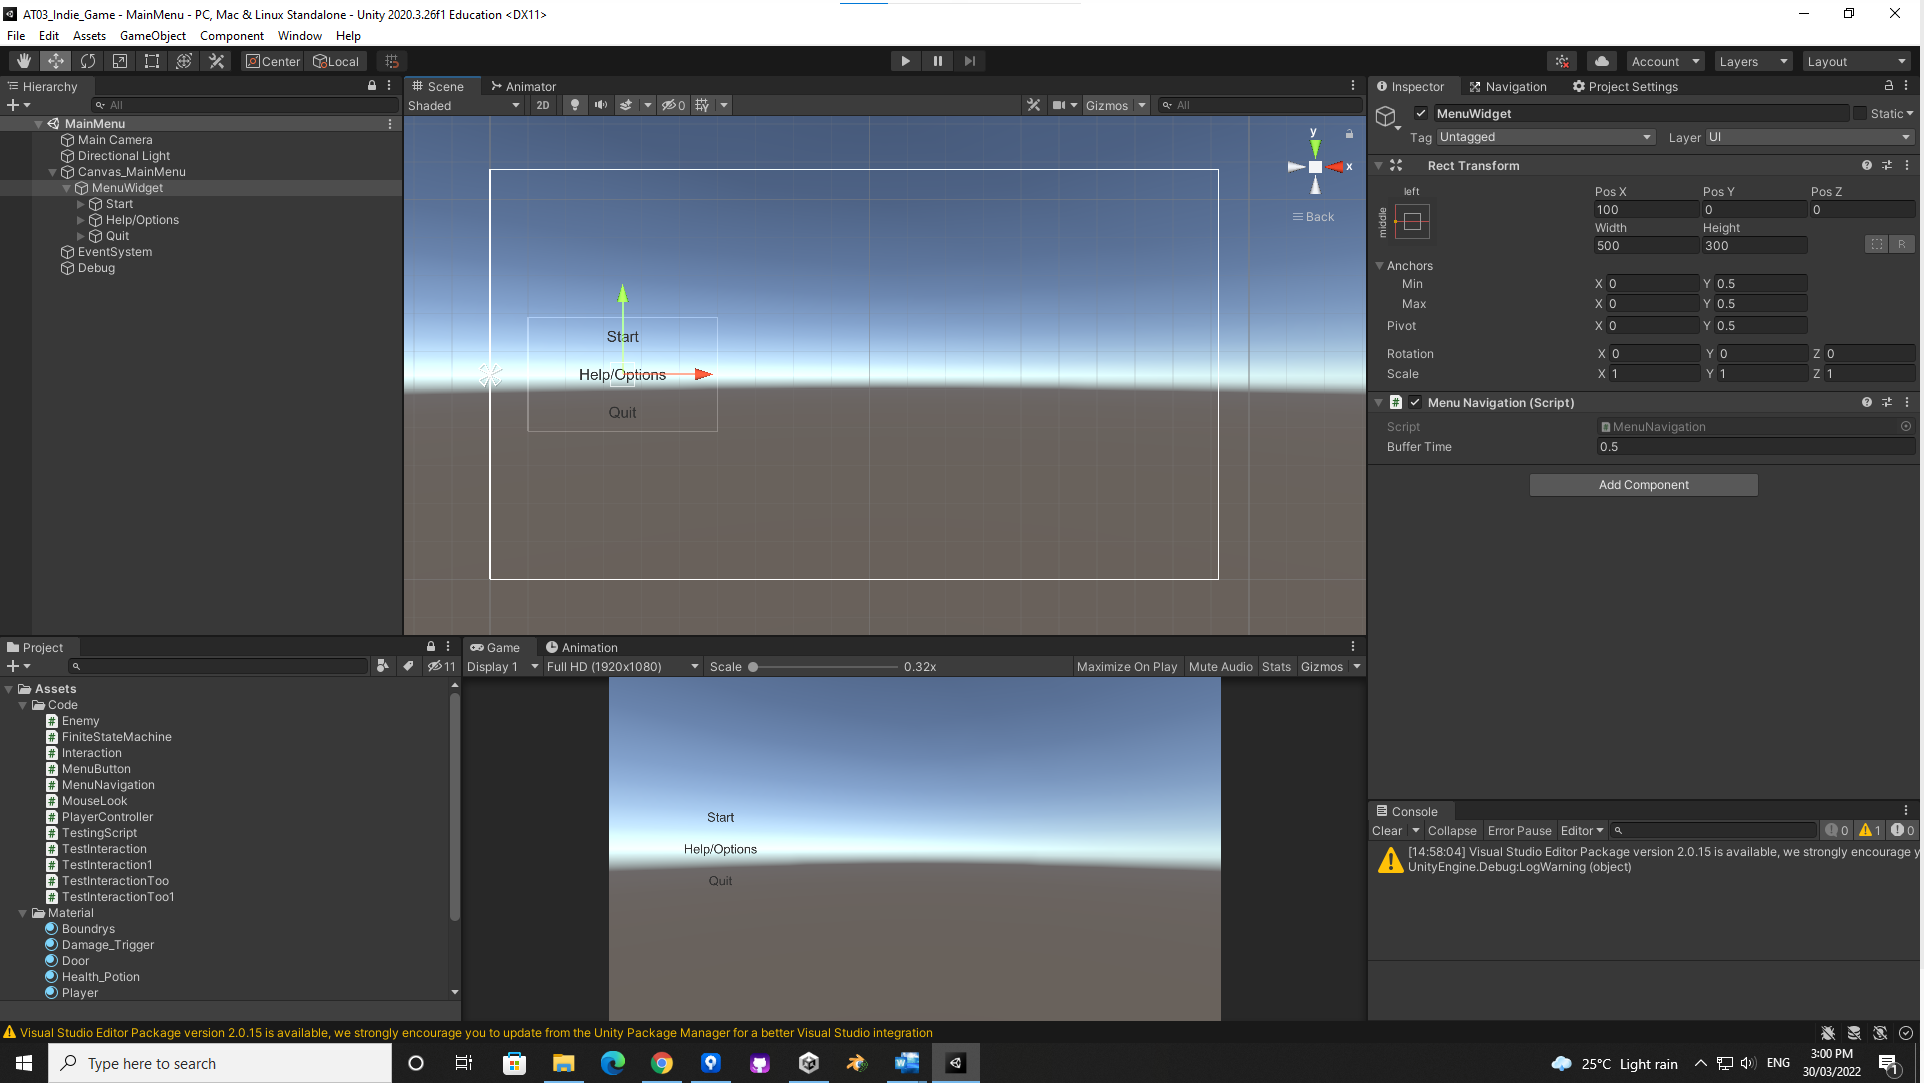 AT03_Indie_Game - MainMenu - PC, Mac & Linux Standalone - Unity 2020.3.26f1 Education <DX11>
File Edit Assets GameObject Component Window Help
Center Local Account Layers Layout
Hierarchy
All
MainMenu
Main Camera
Directional Light
Canvas_MainMenu
MenuWidget
Start
Help/Options
Quit
EventSystem
Debug
Scene Animator
Shaded 2D 0 Gizmos All
y
x
Back
Start
Help/Options
Quit
Inspector Navigation Project Settings
MenuWidget Static
Tag Untagged Layer UI
Rect Transform
left
middle
Pos X Pos Y Pos Z
100 0 0
Width Height
500 300
R
Anchors
Min X 0 Y 0.5
Max X 0 Y 0.5
Pivot X 0 Y 0.5
Rotation X 0 Y 0 Z 0
Scale X 1 Y 1 Z 1
Menu Navigation (Script)
Script MenuNavigation
Buffer Time 0.5
Add Component
Project
11
Assets
Code
Enemy
FiniteStateMachine
Interaction
MenuButton
MenuNavigation
MouseLook
PlayerController
TestingScript
TestInteraction
TestInteraction1
TestInteractionToo
TestInteractionToo1
Material
Boundrys
Damage_Trigger
Door
Health_Potion
Player
Game Animation
Display 1 Full HD (1920x1080) Scale 0.32x Maximize On Play Mute Audio Stats Gizmos
Start
Help/Options
Quit
Console
Clear Collapse Error Pause Editor 0 1 0
[14:58:04] Visual Studio Editor Package version 2.0.15 is available, we strongly encourage y
UnityEngine.Debug:LogWarning (object)
Visual Studio Editor Package version 2.0.15 is available, we strongly encourage you to update from the Unity Package Manager for a better Visual Studio integration
Type here to search
25°C Light rain ENG
3:00 PM
30/03/2022
1